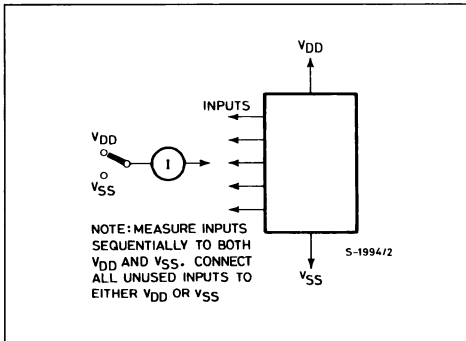 VDD
INPUTS
VDD
I
VSS
NOTE: MEASURE INPUTS
SEQUENTIALLY TO BOTH
VDD AND VSS. CONNECT
ALL UNUSED INPUTS TO
EITHER VDD OR VSS
S-1994/2
VSS